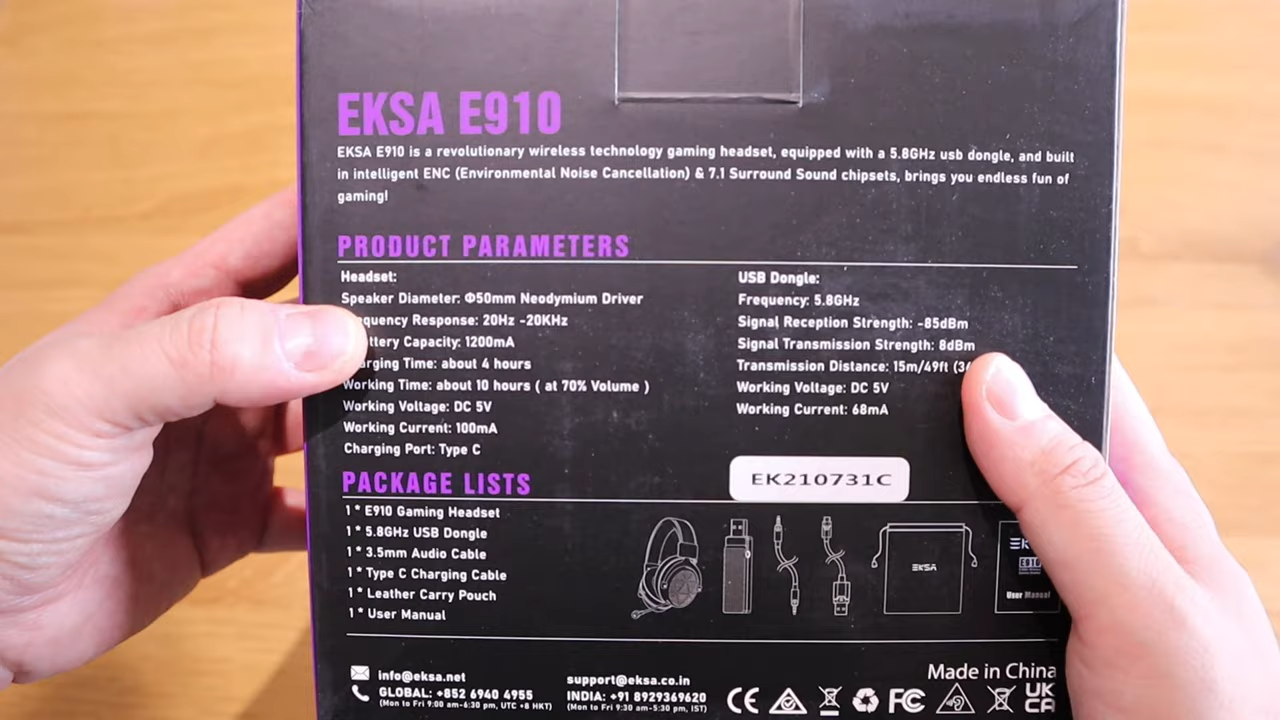 EKSA E910
EKSA E910 is a revolutionary wireless technology gaming headset, equipped with a 5.8GHz usb dongle, and built
in intelligent ENC (Environmental Noise Cancellation) & 7.1 Surround Sound chipsets, brings you endless fun of
gaming!
PRODUCT PARAMETERS
Headset:
Speaker Diameter: Φ50mm Neodymium Driver
Response: 20Hz -20KHz
Capacity: 1200mA
Time: about 4 hours
Working Time: about 10 hours ( at 70% Volume )
Working Voltage: DC 5V
Working Current: 100mA
Charging Port: Type C
USB Dongle:
Frequency: 5.8GHz
Signal Reception Strength: -85dBm
Signal Transmission Strength: 8dBm
Transmission Distance: 15m/49ft
Working Voltage: DC 5V
Working Current: 68mA
EK210731C
PACKAGE LISTS
1 * E910 Gaming Headset
1 * 5.8GHz USB Dongle
1 * 3.5mm Audio Cable
1 * Type C Charging Cable
1 * Leather Carry Pouch
1 * User Manual
EKSA
E910
User Manual
info@eksa.net
GLOBAL: +852 6940 4955
(Mon to Fri 9:00 am-6:30 pm, UTC +8 HKT)
support@eksa.co.in
INDIA: +91 8929369620
(Mon to Fri 9:30 am-5:30 pm, IST)
Made in China
CE
FC
UK
CA